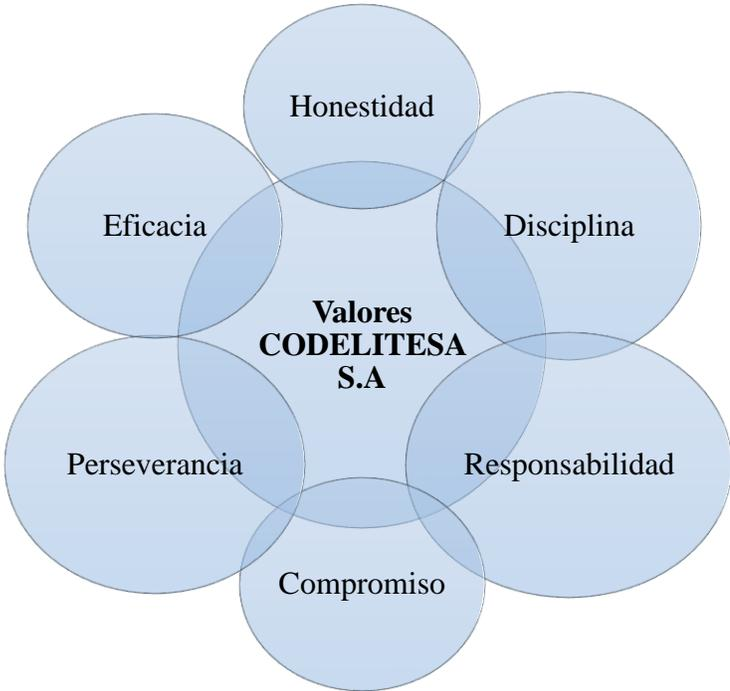 Honestidad
Eficacia
Disciplina
Valores
CODELITESA
S.A
Perseverancia
Responsabilidad
Compromiso